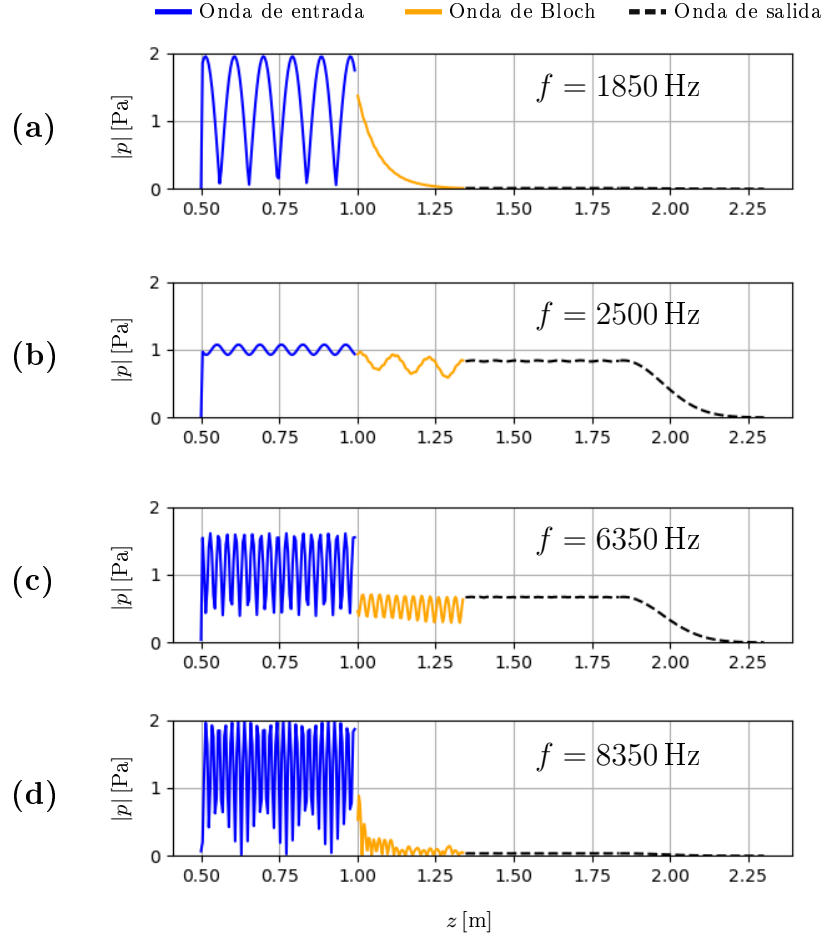 Onda de entrada Onda de Bloch Onda de salida
(a)
|p| [Pa]
2
1
0
f = 1850 Hz
0.50 0.75 1.00 1.25 1.50 1.75 2.00 2.25
(b)
|p| [Pa]
2
1
0
f = 2500 Hz
0.50 0.75 1.00 1.25 1.50 1.75 2.00 2.25
(c)
|p| [Pa]
2
1
0
f = 6350 Hz
0.50 0.75 1.00 1.25 1.50 1.75 2.00 2.25
(d)
|p| [Pa]
2
1
0
f = 8350 Hz
0.50 0.75 1.00 1.25 1.50 1.75 2.00 2.25
z [m]